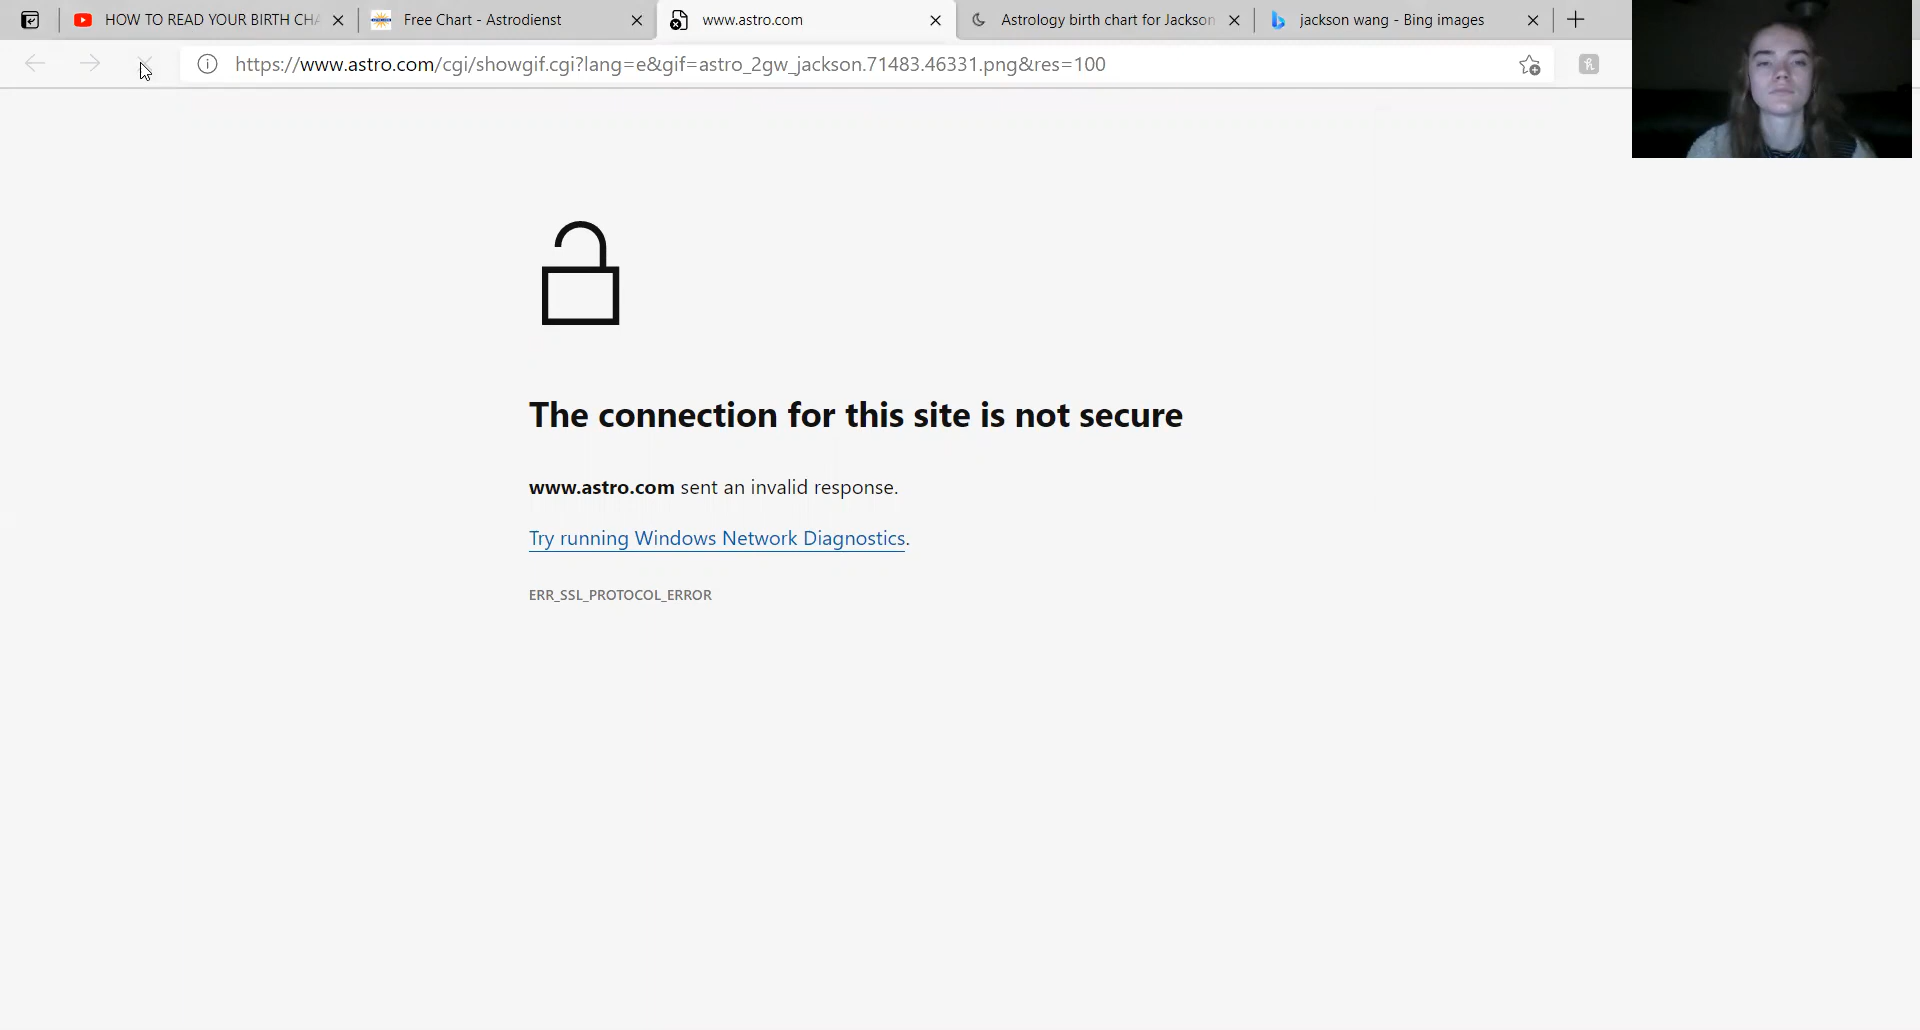 HOW TO READ YOUR BIRTH CHA
Free Chart - Astrodienst
www.astro.com
Astrology birth chart for Jackson
jackson wang - Bing images
https://www.astro.com/cgi/showgif.cgi?lang=e&gif=astro_2gw_jackson.71483.46331.png&res=100
The connection for this site is not secure
www.astro.com sent an invalid response.
Try running Windows Network Diagnostics.
ERR_SSL_PROTOCOL_ERROR